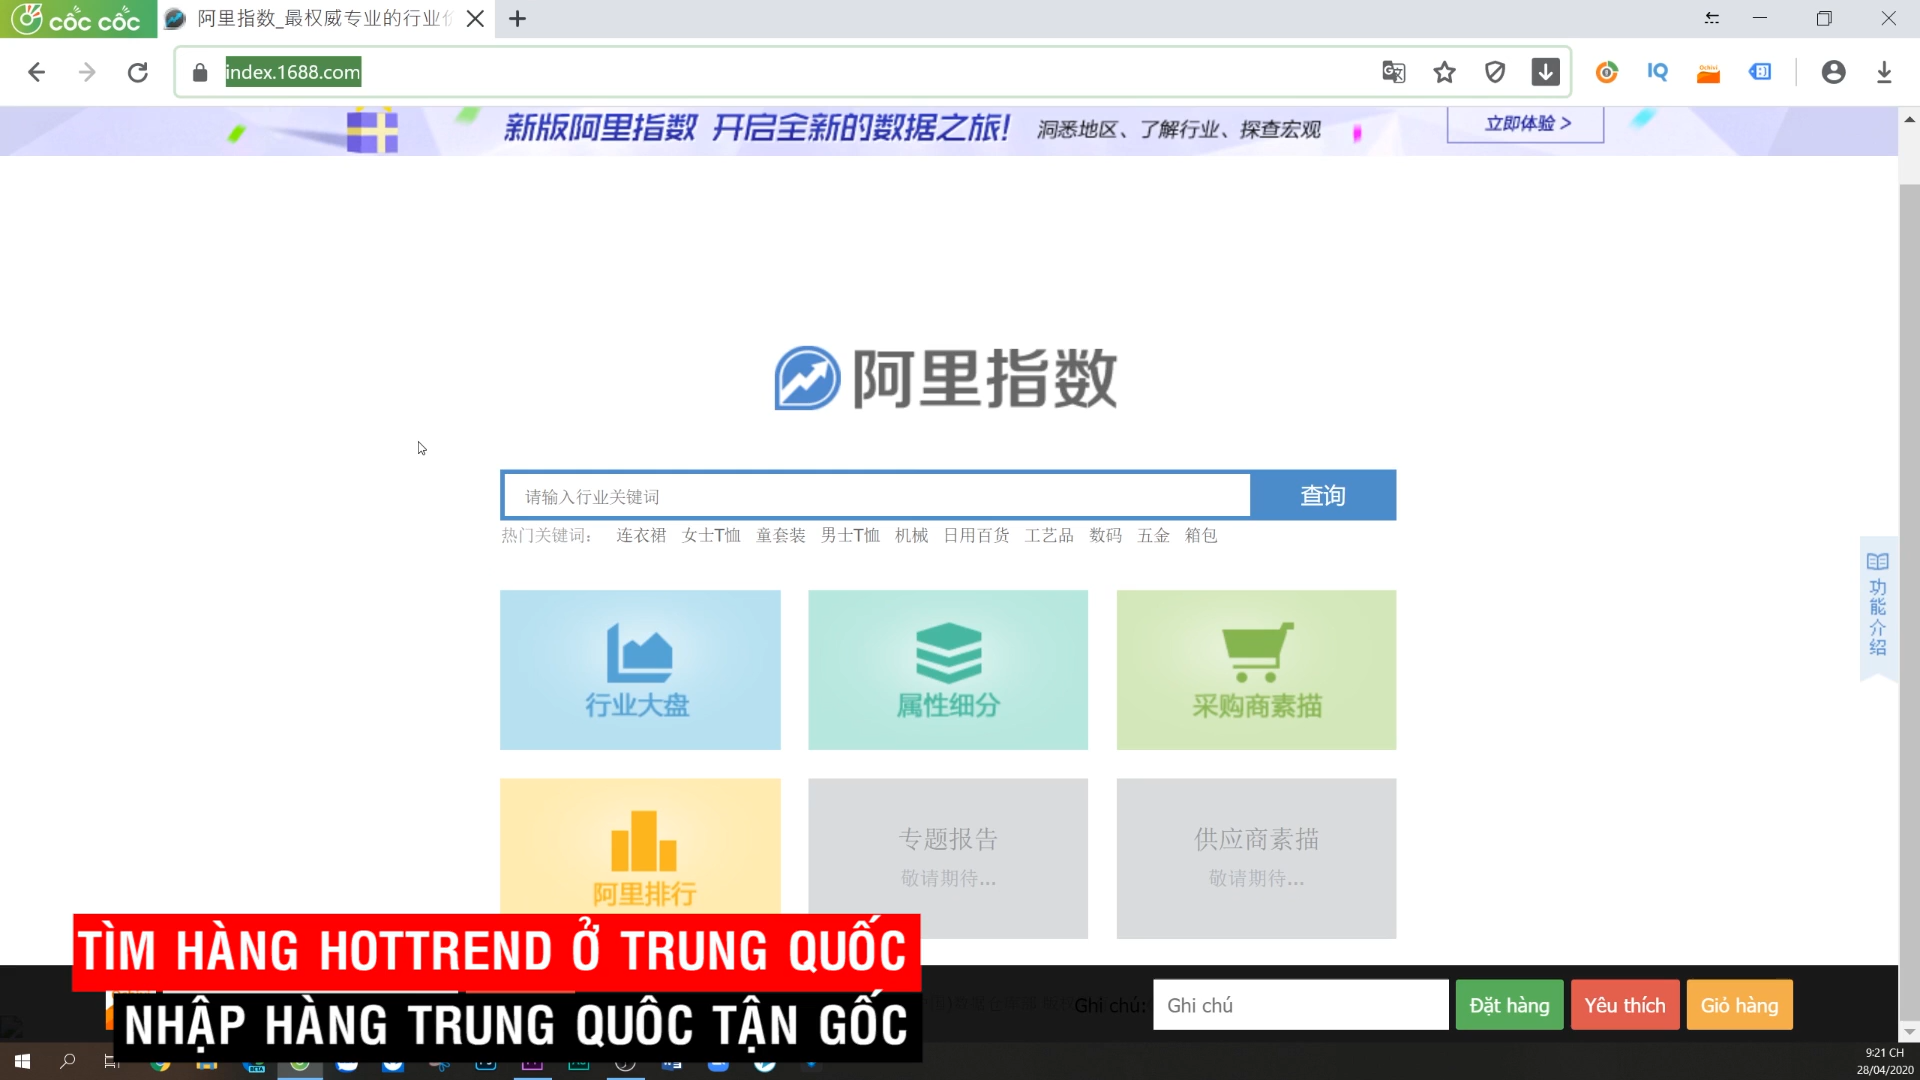 cốc cốc
阿里指数_最权威专业的行业价
index.1688.com
IQ
新版阿里指数 开启全新的数据之旅! 洞悉地区、了解行业、探查宏观 立即体验 >
阿里指数
请输入行业关键词 查询
热门关键词： 连衣裙 女士T恤 童套装 男士T恤 机械 日用百货 工艺品 数码 五金 箱包
功能介绍
行业大盘 属性细分 采购商素描
阿里排行
专题报告 供应商素描
敬请期待... 敬请期待...
TÌM HÀNG HOTTREND Ở TRUNG QUỐC
NHẬP HÀNG TRUNG QUÔC TẬN GỐC
Ghi chú: Ghi chú Đặt hàng Yêu thích Giỏ hàng
9:21 CH
28/04/2020